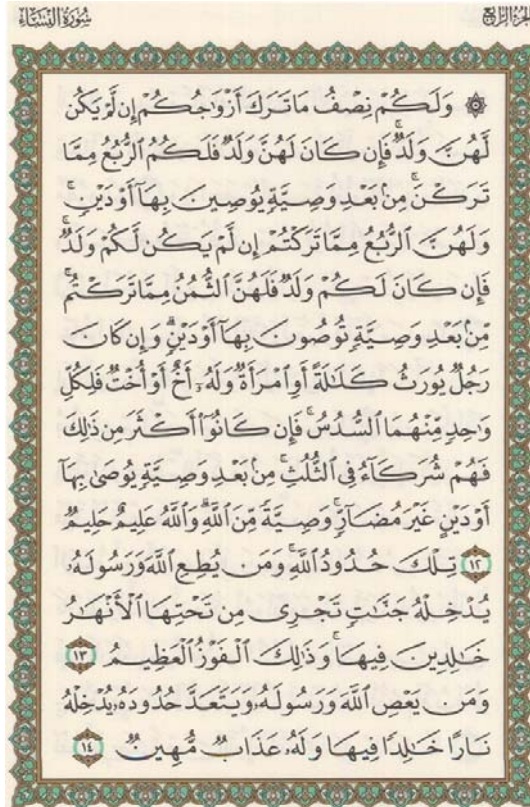 الجزء الرابع
سُورَةُ النِّسَاءِ
۞ وَلَكُمْ نِصْفُ مَا تَرَكَ أَزْوَٰجُكُمْ إِن لَّمْ يَكُن
لَّهُنَّ وَلَدٌ ۚ فَإِن كَانَ لَهُنَّ وَلَدٌ فَلَكُمُ ٱلرُّبُعُ مِمَّا
تَرَكْنَ ۚ مِنۢ بَعْدِ وَصِيَّةٍ يُوصِينَ بِهَآ أَوْ دَيْنٍ ۚ
وَلَهُنَّ ٱلرُّبُعُ مِمَّا تَرَكْتُمْ إِن لَّمْ يَكُن لَّكُمْ وَلَدٌ ۚ
فَإِن كَانَ لَكُمْ وَلَدٌ فَلَهُنَّ ٱلثُّمُنُ مِمَّا تَرَكْتُم ۚ
مِّنۢ بَعْدِ وَصِيَّةٍ تُوصُونَ بِهَآ أَوْ دَيْنٍ ۗ وَإِن كَانَ
رَجُلٌ يُورَثُ كَلَٰلَةً أَوِ ٱمْرَأَةٌ وَلَهُۥٓ أَخٌ أَوْ أُخْتٌ فَلِكُلِّ
وَٰحِدٍ مِّنْهُمَا ٱلسُّدُسُ ۚ فَإِن كَانُوٓا۟ أَكْثَرَ مِن ذَٰلِكَ
فَهُمْ شُرَكَآءُ فِى ٱلثُّلُثِ ۚ مِنۢ بَعْدِ وَصِيَّةٍ يُوصَىٰ بِهَآ
أَوْ دَيْنٍ غَيْرَ مُضَآرٍّ ۚ وَصِيَّةً مِّنَ ٱللَّهِ ۗ وَٱللَّهُ عَلِيمٌ حَلِيمٌ
١٢ تِلْكَ حُدُودُ ٱللَّهِ ۚ وَمَن يُطِعِ ٱللَّهَ وَرَسُولَهُۥ
يُدْخِلْهُ جَنَّٰتٍ تَجْرِى مِن تَحْتِهَا ٱلْأَنْهَٰرُ
خَٰلِدِينَ فِيهَا ۚ وَذَٰلِكَ ٱلْفَوْزُ ٱلْعَظِيمُ ١٣
وَمَن يَعْصِ ٱللَّهَ وَرَسُولَهُۥ وَيَتَعَدَّ حُدُودَهُۥ يُدْخِلْهُ
نَارًا خَٰلِدًا فِيهَا وَلَهُۥ عَذَابٌ مُّهِينٌ ١٤